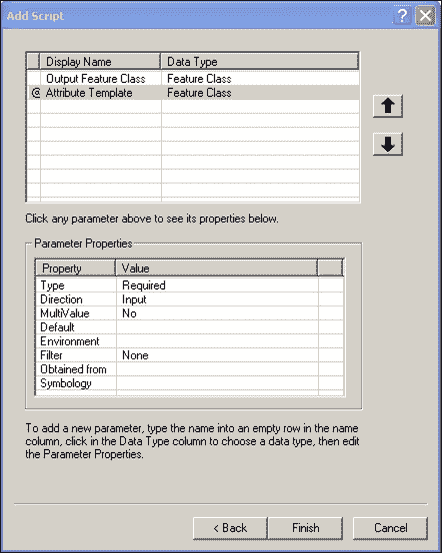 Add Script
Display Name Data Type
Output Feature Class Feature Class
@ Attribute Template Feature Class
Click any parameter above to see its properties below.
Parameter Properties
Property Value
Type Required
Direction Input
MultiValue No
Default
Environment
Filter None
Obtained from
Symbology
To add a new parameter, type the name into an empty row in the name
column, click in the Data Type column to choose a data type, then edit
the Parameter Properties.
< Back Finish Cancel